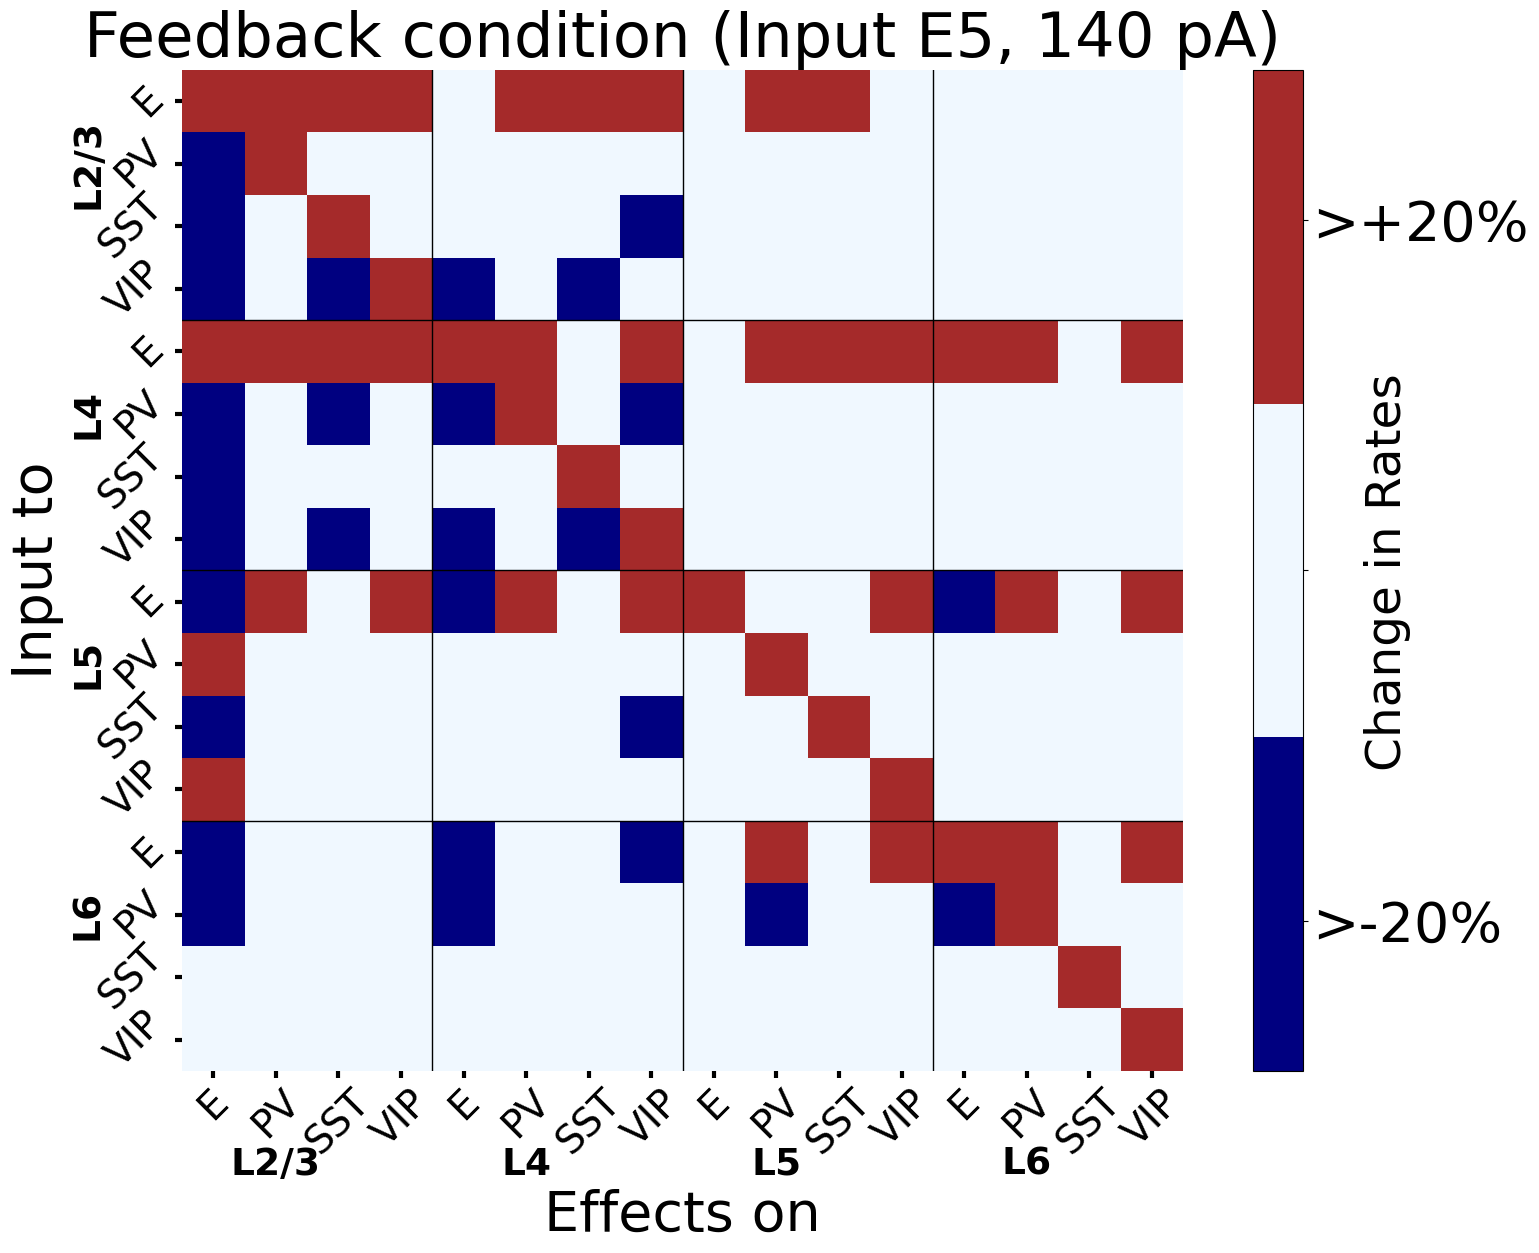 Feedback condition (Input E5, 140 pA)
Input to
L2/3
E
PV
SST
VIP
L4
E
PV
SST
VIP
L5
E
PV
SST
VIP
L6
E
PV
SST
VIP
E
PV
SST
VIP
E
PV
SST
VIP
E
PV
SST
VIP
E
PV
SST
VIP
L2/3
L4
L5
L6
Effects on
>+20%
>-20%
Change in Rates